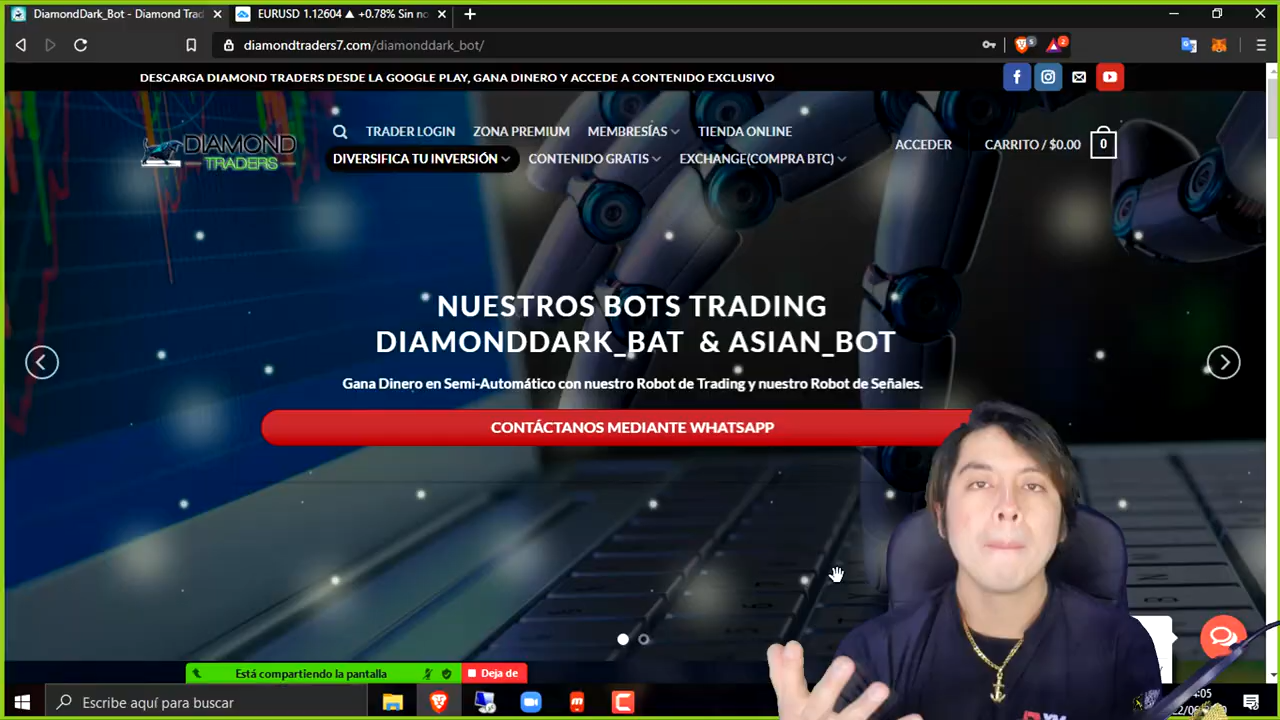 DiamondDark_Bot - Diamond Trad
EURUSD 1.12604 ▲ +0.78% Sin no
diamondtraders7.com/diamonddark_bot/
5
2
DESCARGA DIAMOND TRADERS DESDE LA GOOGLE PLAY, GANA DINERO Y ACCEDE A CONTENIDO EXCLUSIVO
DIAMOND
TRADERS
TRADER LOGIN ZONA PREMIUM MEMBRESÍAS TIENDA ONLINE
DIVERSIFICA TU INVERSIÓN CONTENIDO GRATIS EXCHANGE(COMPRA BTC)
ACCEDER CARRITO / $0.00 0
NUESTROS BOTS TRADING
DIAMONDDARK_BAT & ASIAN_BOT
Gana Dinero en Semi-Automático con nuestro Robot de Trading y nuestro Robot de Señales.
CONTÁCTANOS MEDIANTE WHATSAPP
Está compartiendo la pantalla
Deja de
Escribe aquí para buscar